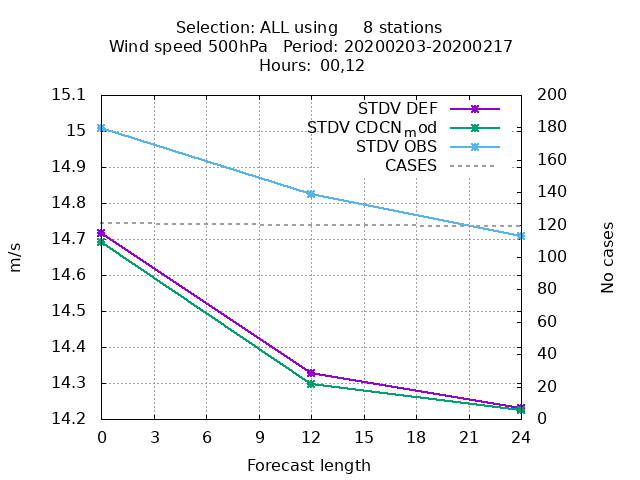 Selection: ALL using 8 stations
Wind speed 500hPa Period: 20200203-20200217
Hours: 00,12
15.1
15
14.9
14.8
14.7
14.6
14.5
14.4
14.3
14.2
m/s
STDV DEF
STDV CDCNmod
STDV OBS
CASES
200
180
160
140
120
100
80
60
40
20
0
No cases
0 3 6 9 12 15 18 21 24
Forecast length